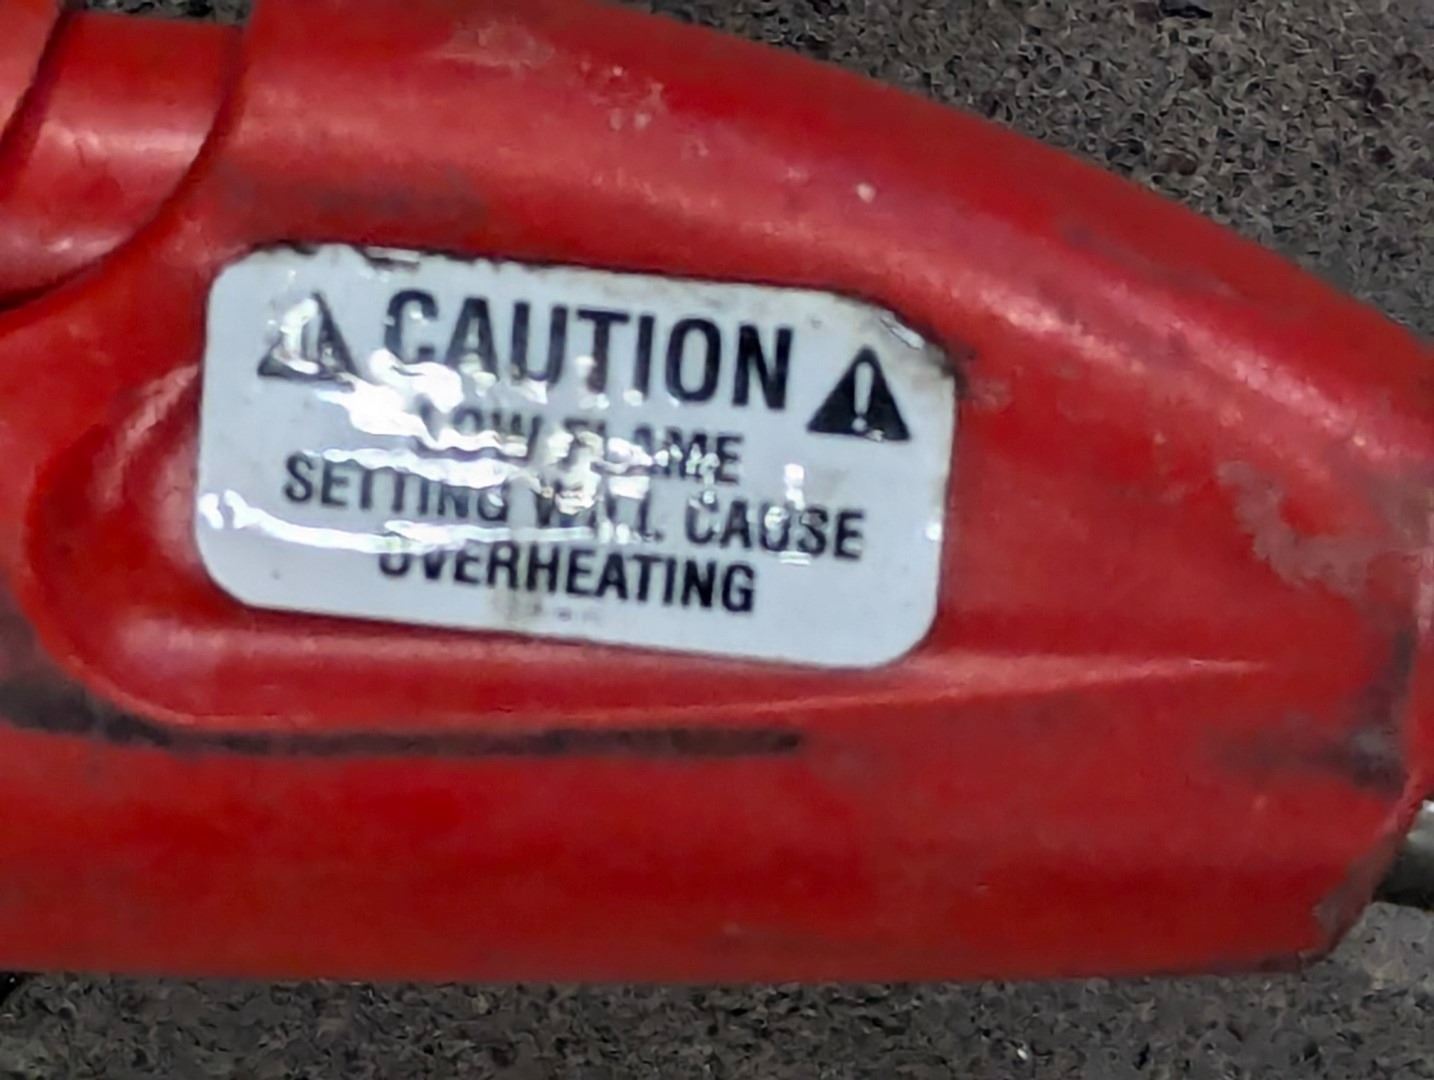 CAUTION
LOW FLAME
SETTING WILL CAUSE
OVERHEATING